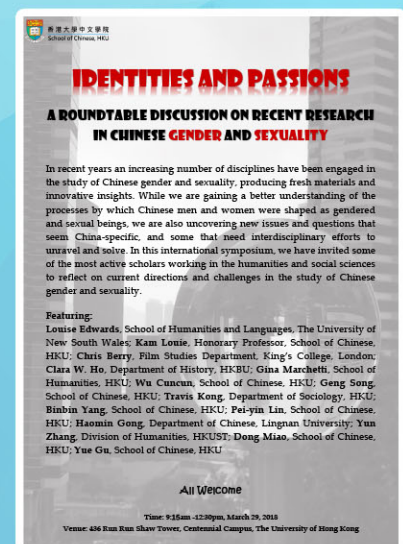 香港大學中文學院
School of Chinese, HKU
IDENTITIES AND PASSIONS
A ROUNDTABLE DISCUSSION ON RECENT RESEARCH
IN CHINESE GENDER AND SEXUALITY
In recent years an increasing number of disciplines have been engaged in
the study of Chinese gender and sexuality, producing fresh materials and
innovative insights. While we are gaining a better understanding of the
processes by which Chinese men and women were shaped as gendered
and sexual beings, we are also uncovering new issues and questions that
seem China-specific, and some that need interdisciplinary efforts to
unravel and solve. In this international symposium, we have invited some
of the most active scholars working in the humanities and social sciences
to reflect on current directions and challenges in the study of Chinese
gender and sexuality.
Featuring:
Louise Edwards, School of Humanities and Languages, The University of
New South Wales; Kam Louie, Honorary Professor, School of Chinese,
HKU; Chris Berry, Film Studies Department, King's College, London;
Clara W. Ho, Department of History, HKBU; Gina Marchetti, School of
Humanities, HKU; Wu Cuncun, School of Chinese, HKU; Geng Song,
School of Chinese, HKU; Travis Kong, Department of Sociology, HKU;
Binbin Yang, School of Chinese, HKU; Pei-yin Lin, School of Chinese,
HKU; Haomin Gong, Department of Chinese, Lingnan University; Yun
Zhang, Division of Humanities, HKUST; Dong Miao, School of Chinese,
HKU; Yue Gu, School of Chinese, HKU
All Welcome
Time: 9:15am -12:30pm, March 29, 2018
Venue: 436 Run Run Shaw Tower, Centennial Campus, The University of Hong Kong